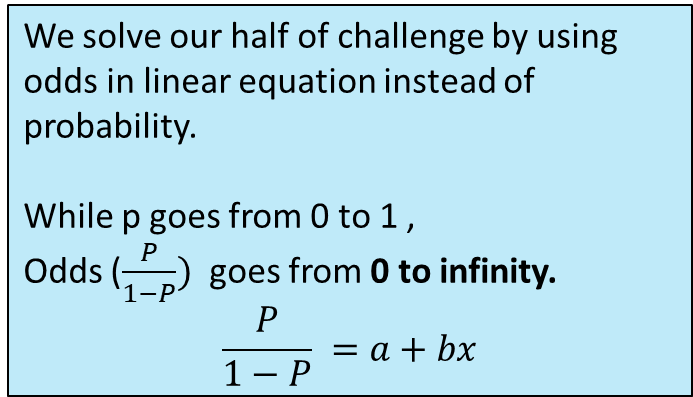 We solve our half of challenge by using
odds in linear equation instead of
probability.
While p goes from 0 to 1 ,
Odds (P/1−P) goes from 0 to infinity.
P/1 − P = a + bx